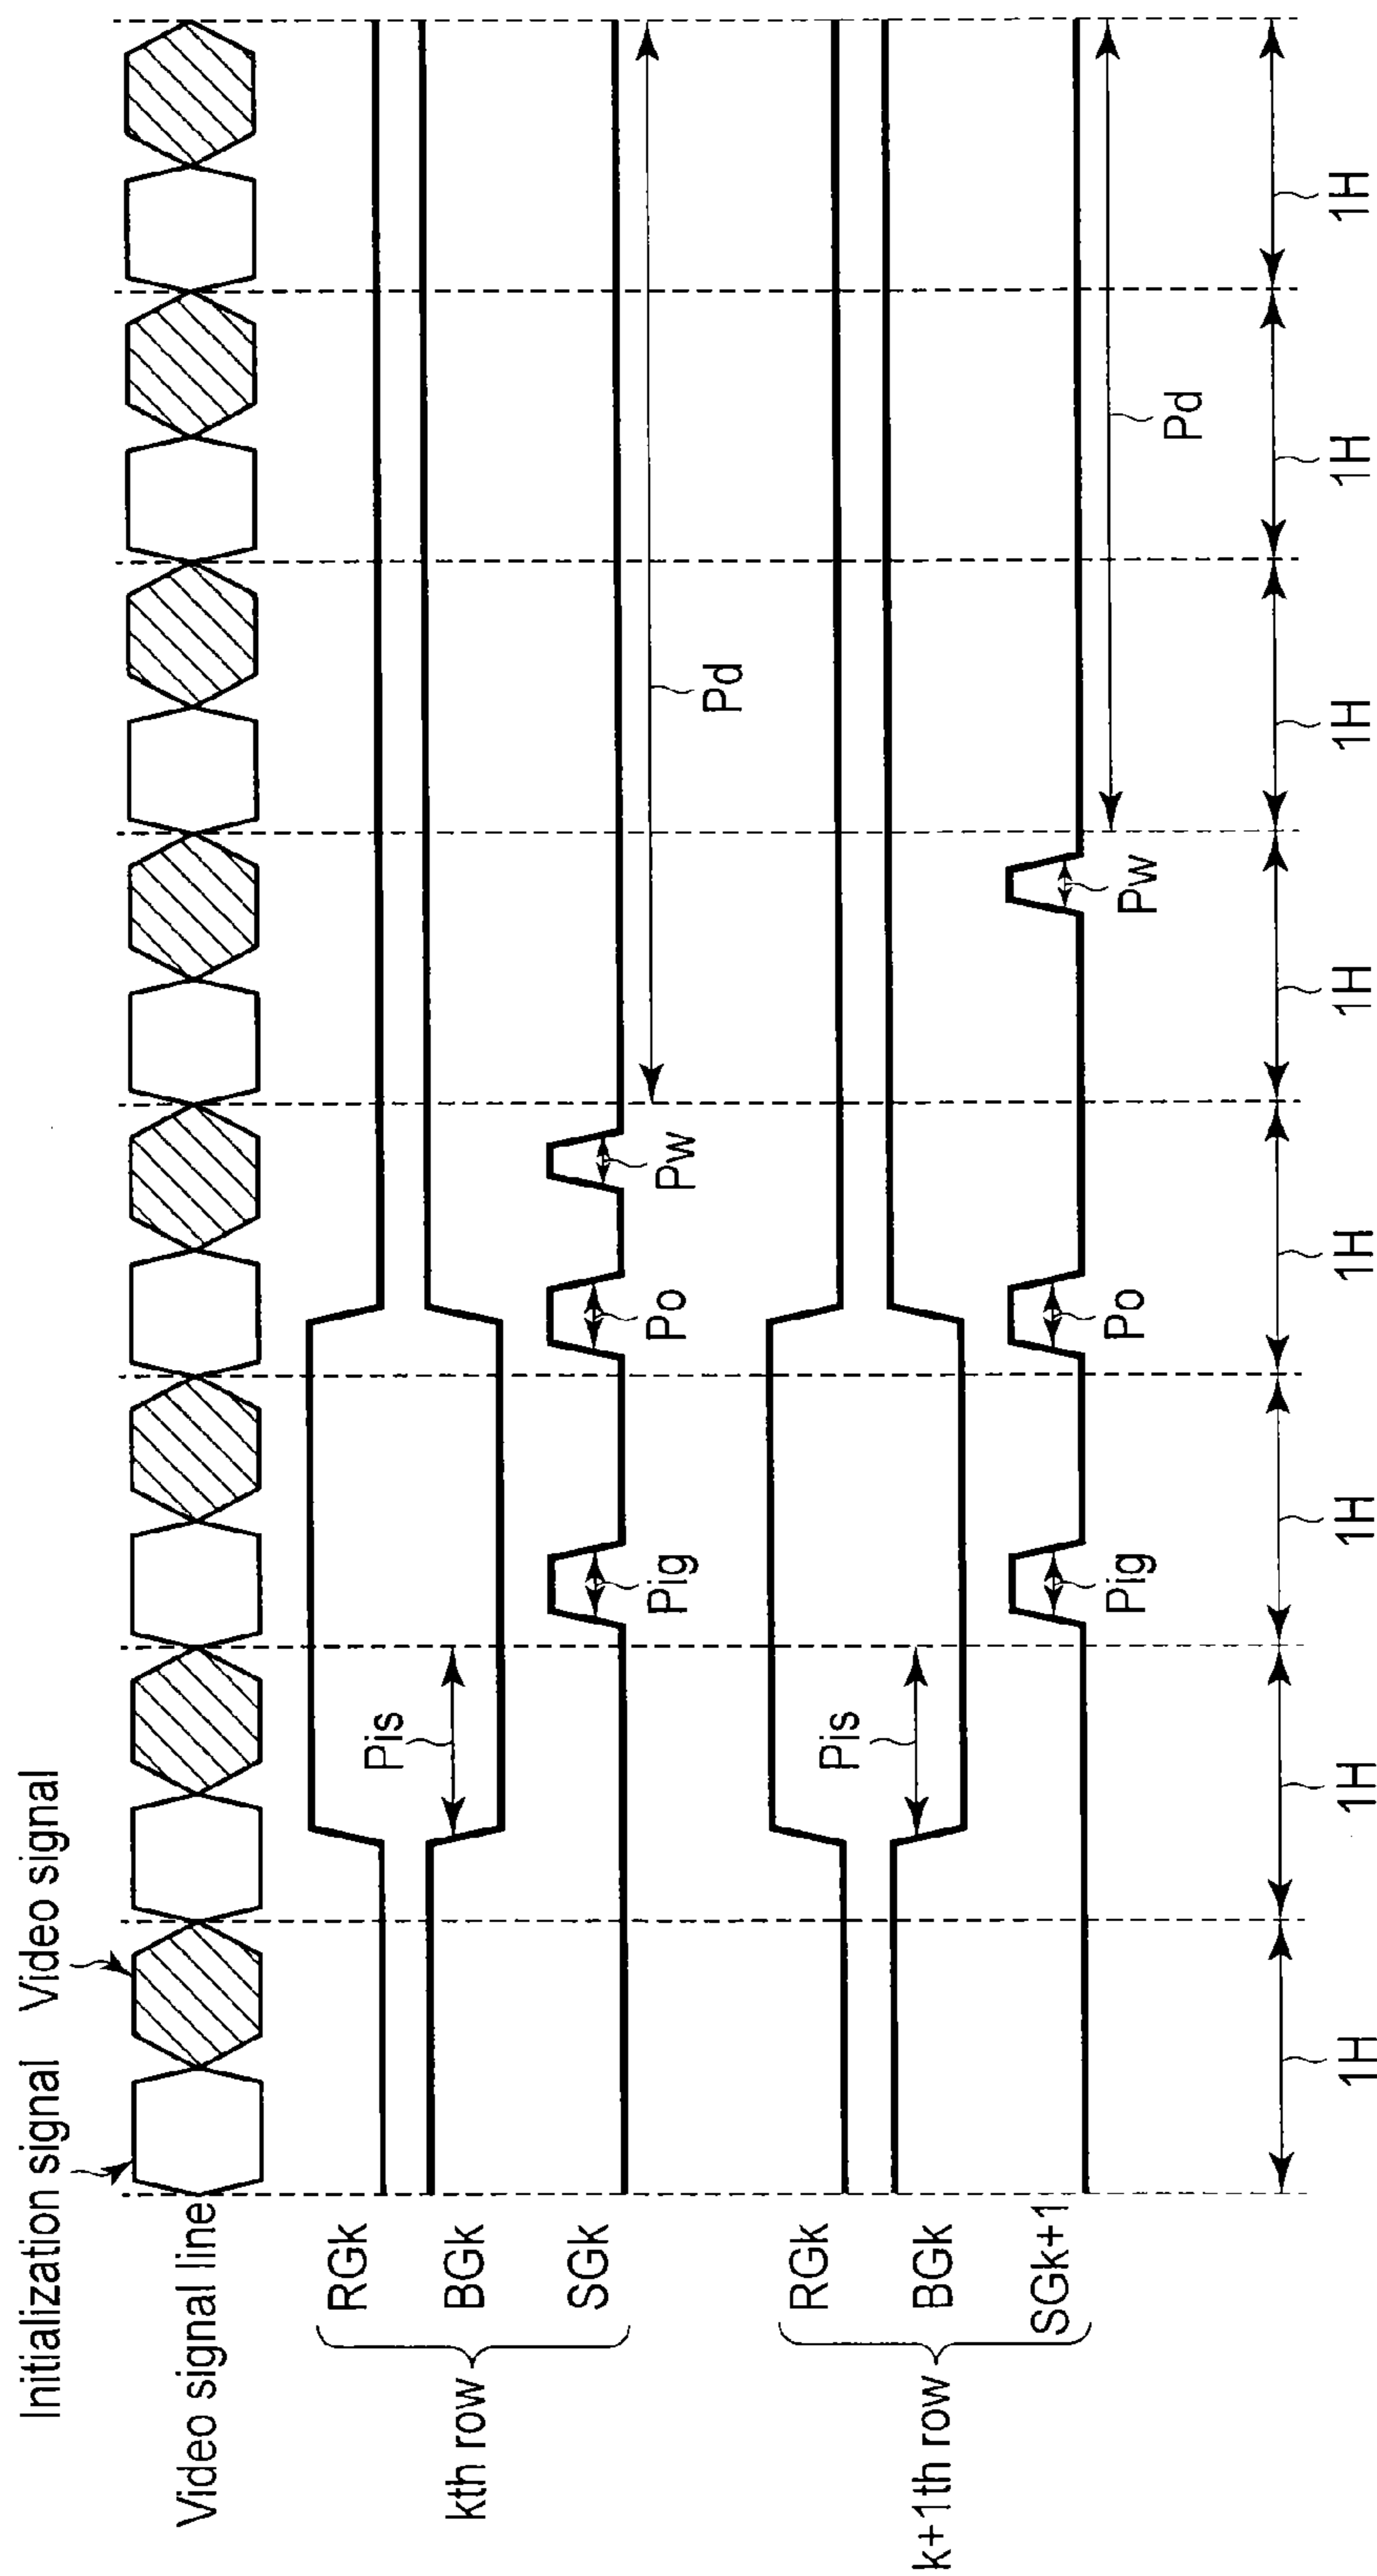 Initialization signal
Video signal
Video signal line
kth row
RGk
BGk
SGk
Pis
Pig
Po
Pw
Pd
k+1th row
RGk
BGk
SGk+1
Pis
Pig
Po
Pw
Pd
1H
1H
1H
1H
1H
1H
1H
1H